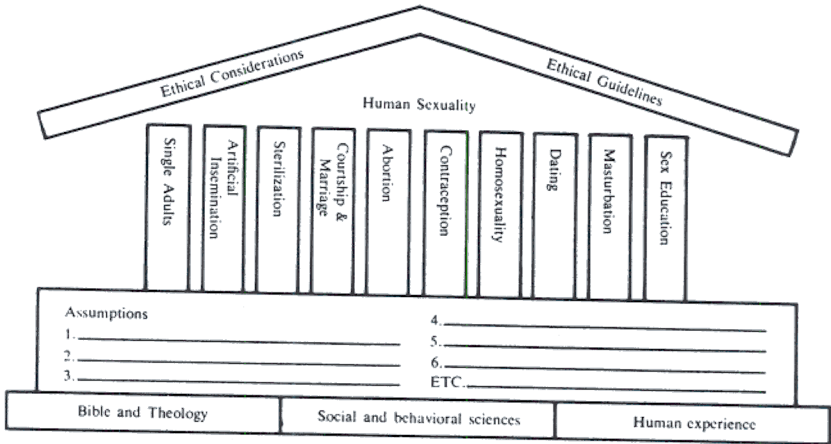 Ethical Considerations
Ethical Guidelines
Human Sexuality
Single Adults
Artificial
Insemination
Sterilization
Courtship &
Marriage
Abortion
Contraception
Homosexuality
Dating
Masturbation
Sex Education
Assumptions
1.
2.
3.
4.
5.
6.
ETC.
Bible and Theology
Social and behavioral sciences
Human experience